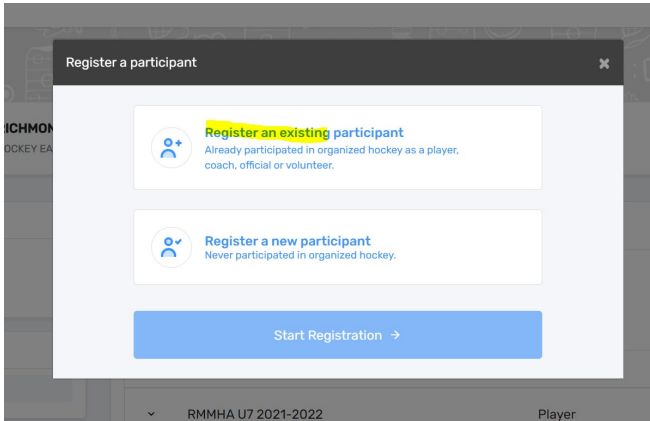 Register a participant
RICHMON
OCKEY EA
Register an existing participant
Already participated in organized hockey as a player,
coach, official or volunteer.
Register a new participant
Never participated in organized hockey.
Start Registration →
RMMHA U7 2021-2022 Player